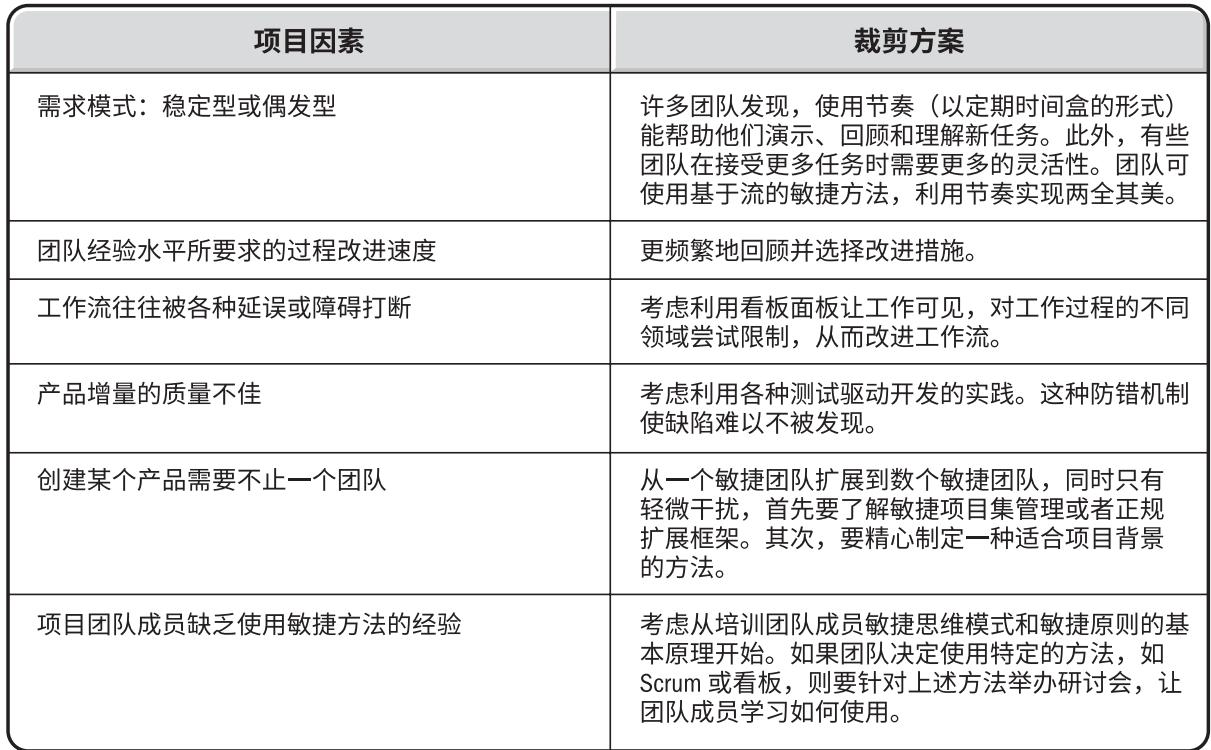 项目因素
裁剪方案
需求模式：稳定型或偶发型
许多团队发现，使用节奏（以定期时间盒的形式）
能帮助他们演示、回顾和理解新任务。此外，有些
团队在接受更多任务时需要更多的灵活性。团队可
使用基于流的敏捷方法，利用节奏实现两全其美。
团队经验水平所要求的过程改进速度
更频繁地回顾并选择改进措施。
工作流往往被各种延误或障碍打断
考虑利用看板面板让工作可见，对工作过程的不同
领域尝试限制，从而改进工作流。
产品增量的质量不佳
考虑利用各种测试驱动开发的实践。这种防错机制
使缺陷难以不被发现。
创建某个产品需要不止一个团队
从一个敏捷团队扩展到数个敏捷团队，同时只有
轻微干扰，首先要了解敏捷项目集管理或者正规
扩展框架。其次，要精心制定一种适合项目背景
的方法。
项目团队成员缺乏使用敏捷方法的经验
考虑从培训团队成员敏捷思维模式和敏捷原则的基
本原理开始。如果团队决定使用特定的方法，如
Scrum 或看板，则要针对上述方法举办研讨会，让
团队成员学习如何使用。